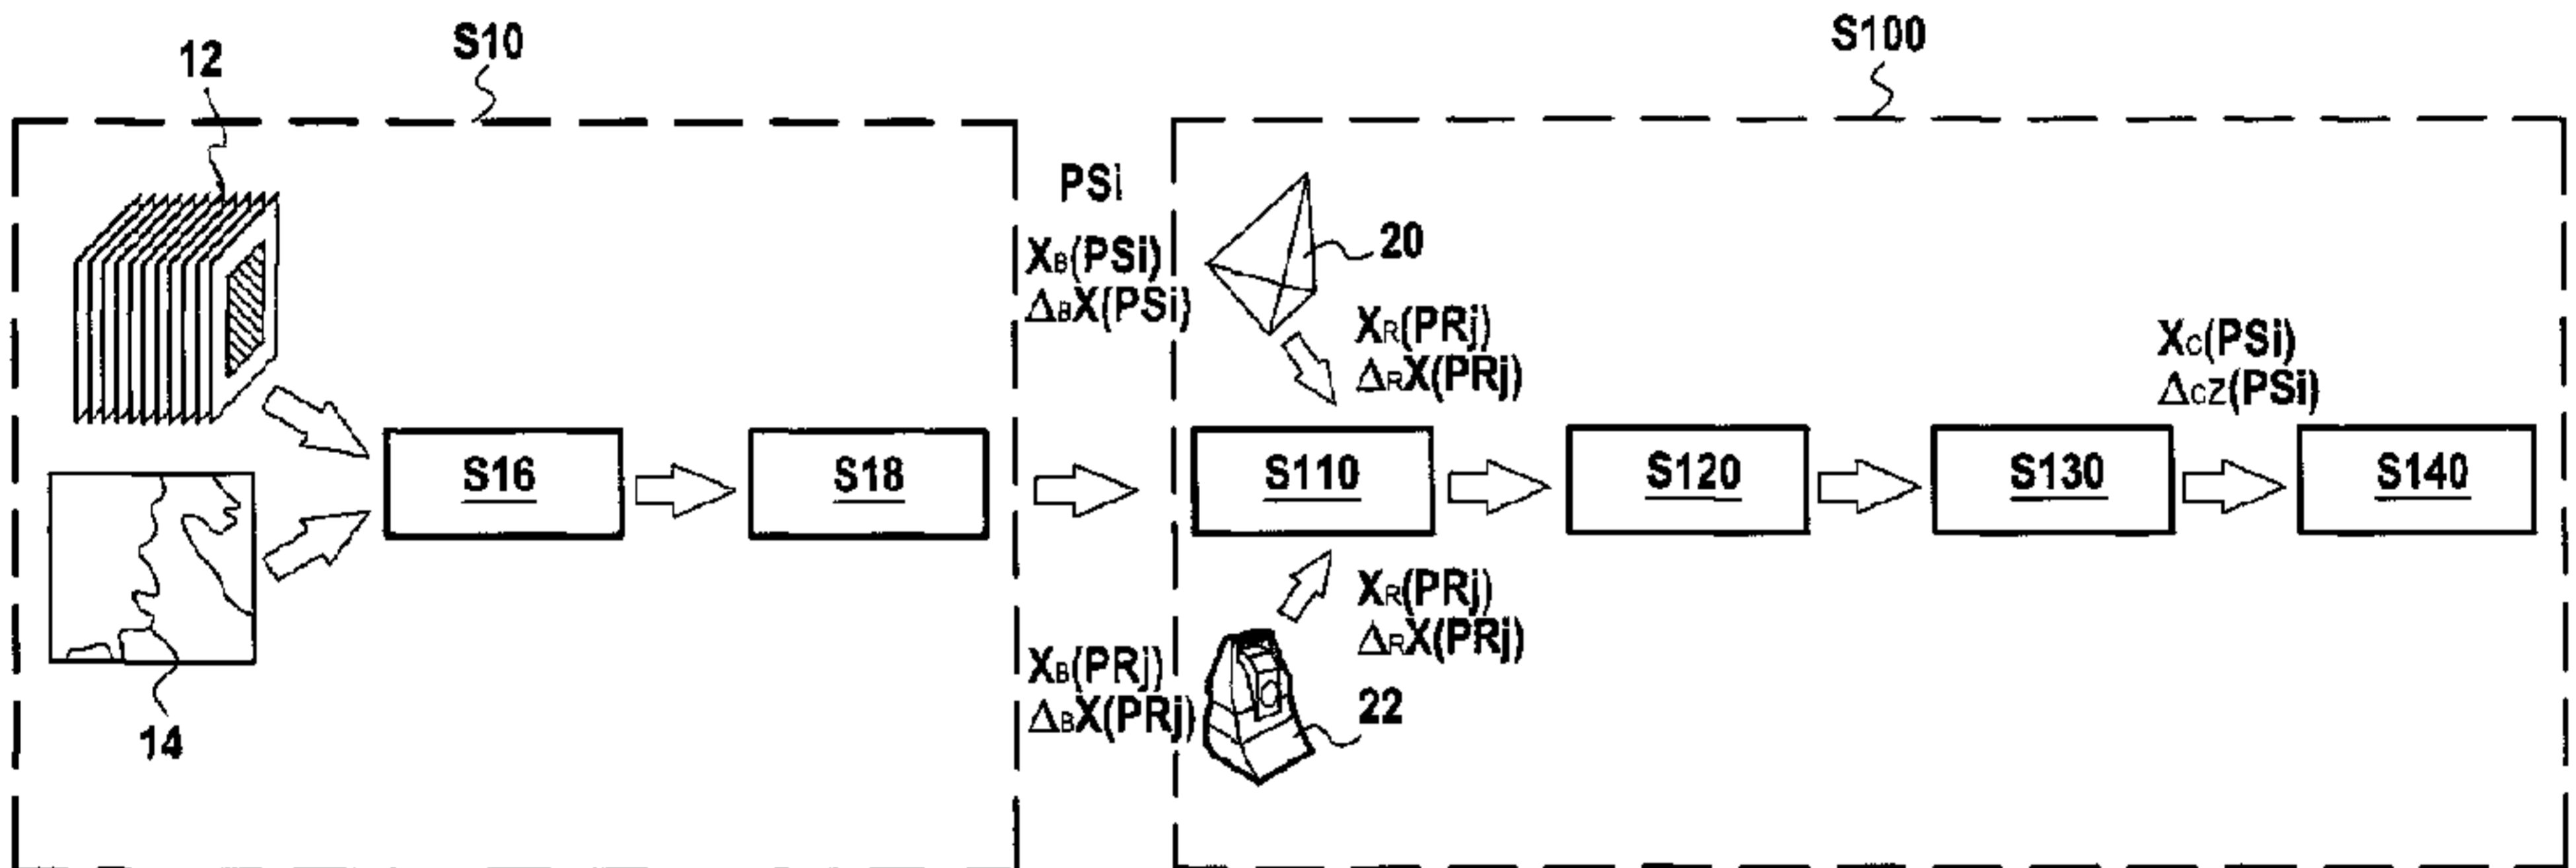 12
S10
S100
PSi
XB(PSi)
ΔBX(PSi)
20
XR(PRj)
ΔRX(PRj)
XC(PSi)
ΔCZ(PSi)
S16
S18
S110
S120
S130
S140
XR(PRj)
ΔRX(PRj)
XB(PRj)
ΔBX(PRj)
22
14